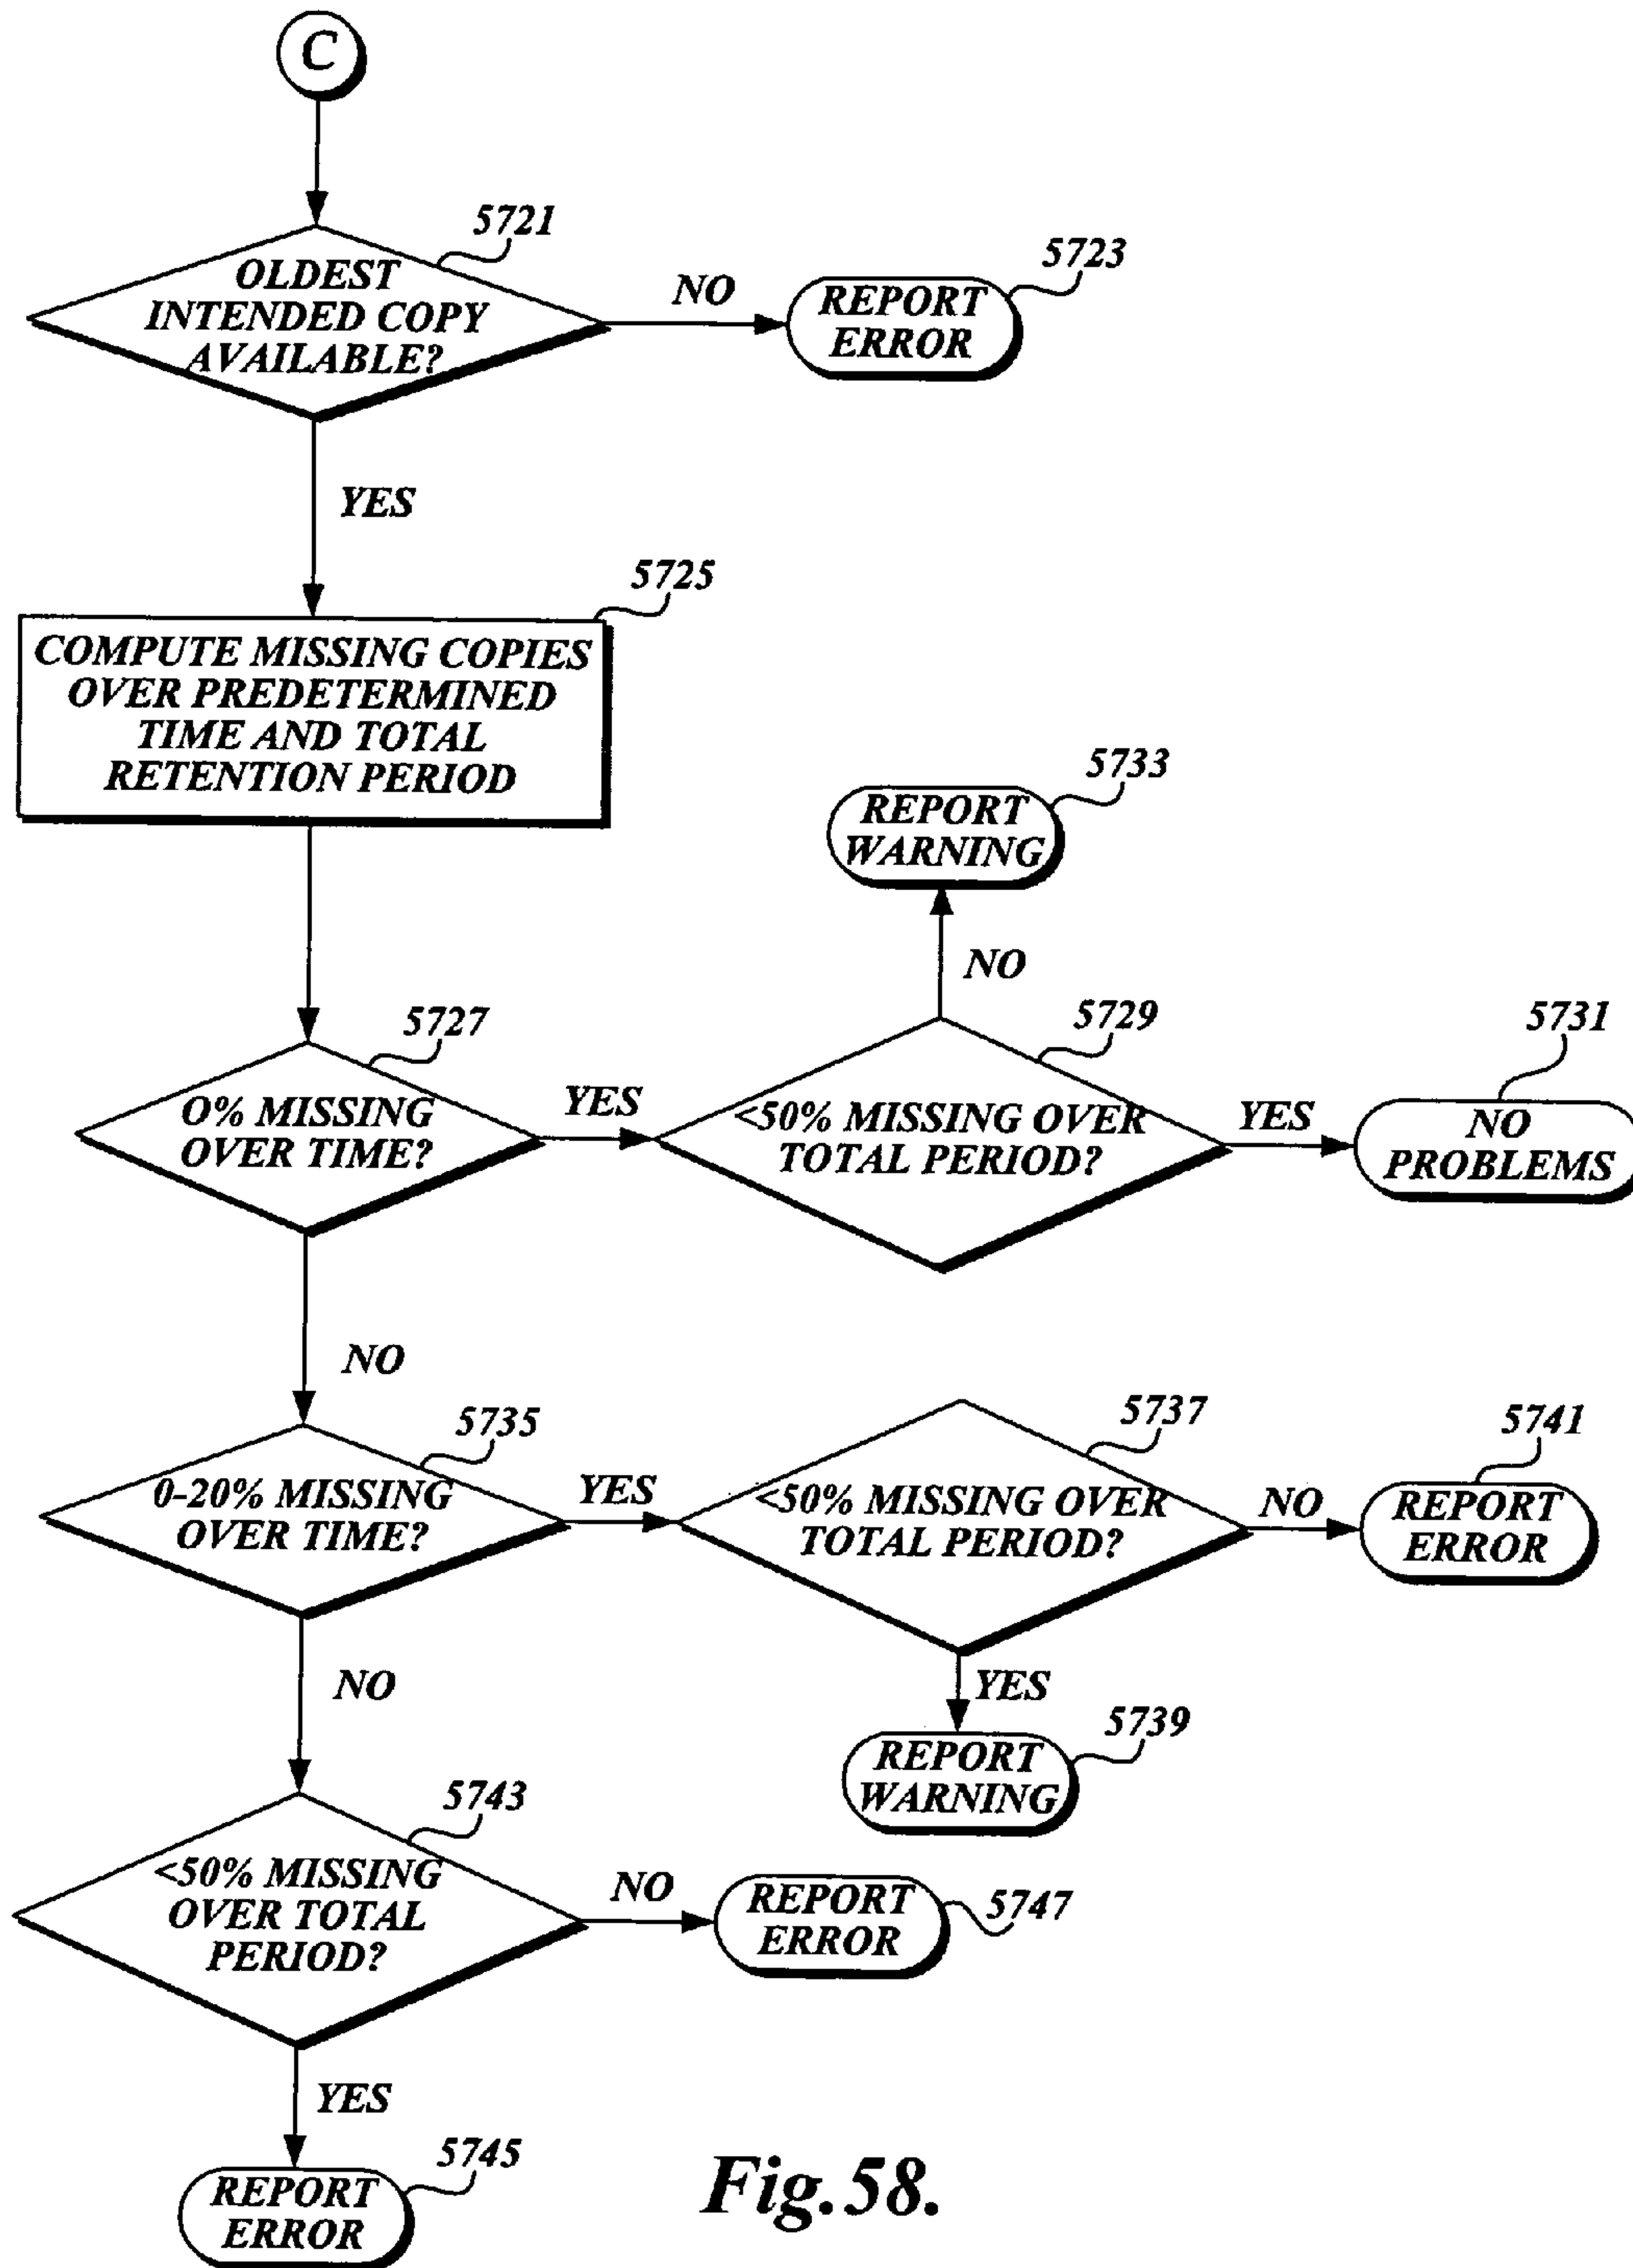 C
5721
OLDEST
INTENDED COPY
AVAILABLE?
NO
5723
REPORT
ERROR
YES
5725
COMPUTE MISSING COPIES
OVER PREDETERMINED
TIME AND TOTAL
RETENTION PERIOD
5733
REPORT
WARNING
NO
5727
O% MISSING
OVER TIME?
YES
5729
<50% MISSING OVER
TOTAL PERIOD?
YES
5731
NO
PROBLEMS
NO
5735
0-20% MISSING
OVER TIME?
YES
5737
<50% MISSING OVER
TOTAL PERIOD?
NO
5741
REPORT
ERROR
YES
5739
REPORT
WARNING
NO
5743
<50% MISSING
OVER TOTAL
PERIOD?
NO
5747
REPORT
ERROR
YES
5745
REPORT
ERROR
Fig.58.